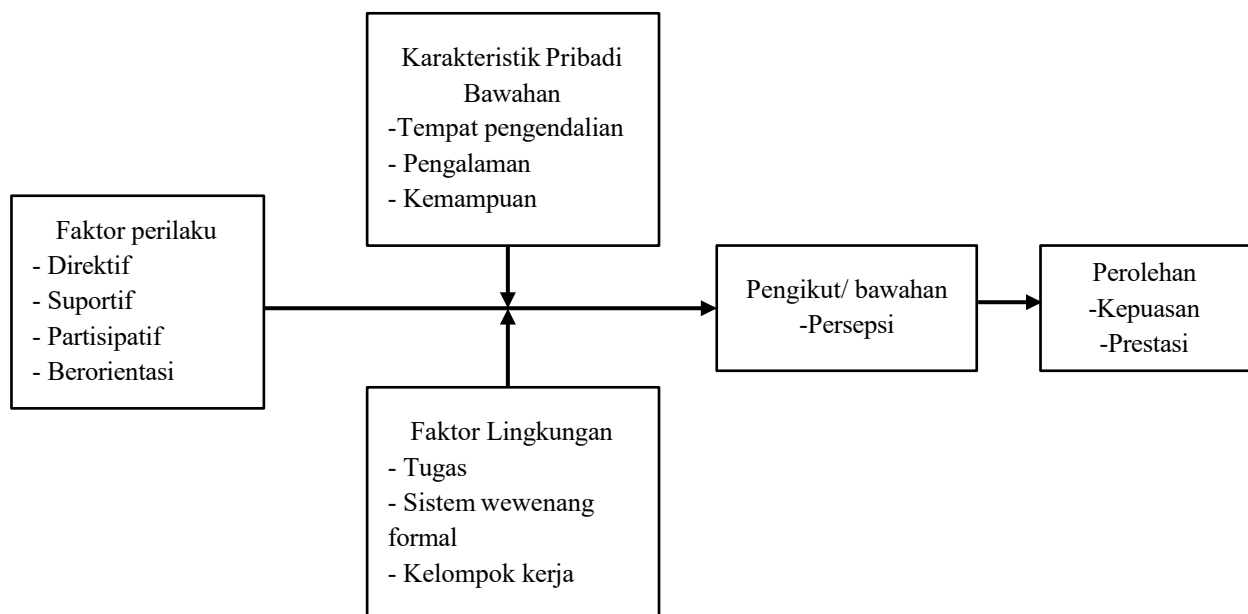 Karakteristik Pribadi
Bawahan
-Tempat pengendalian
- Pengalaman
- Kemampuan
Faktor perilaku
- Direktif
- Suportif
- Partisipatif
- Berorientasi
Pengikut/ bawahan
-Persepsi
Perolehan
-Kepuasan
-Prestasi
Faktor Lingkungan
- Tugas
- Sistem wewenang
formal
- Kelompok kerja